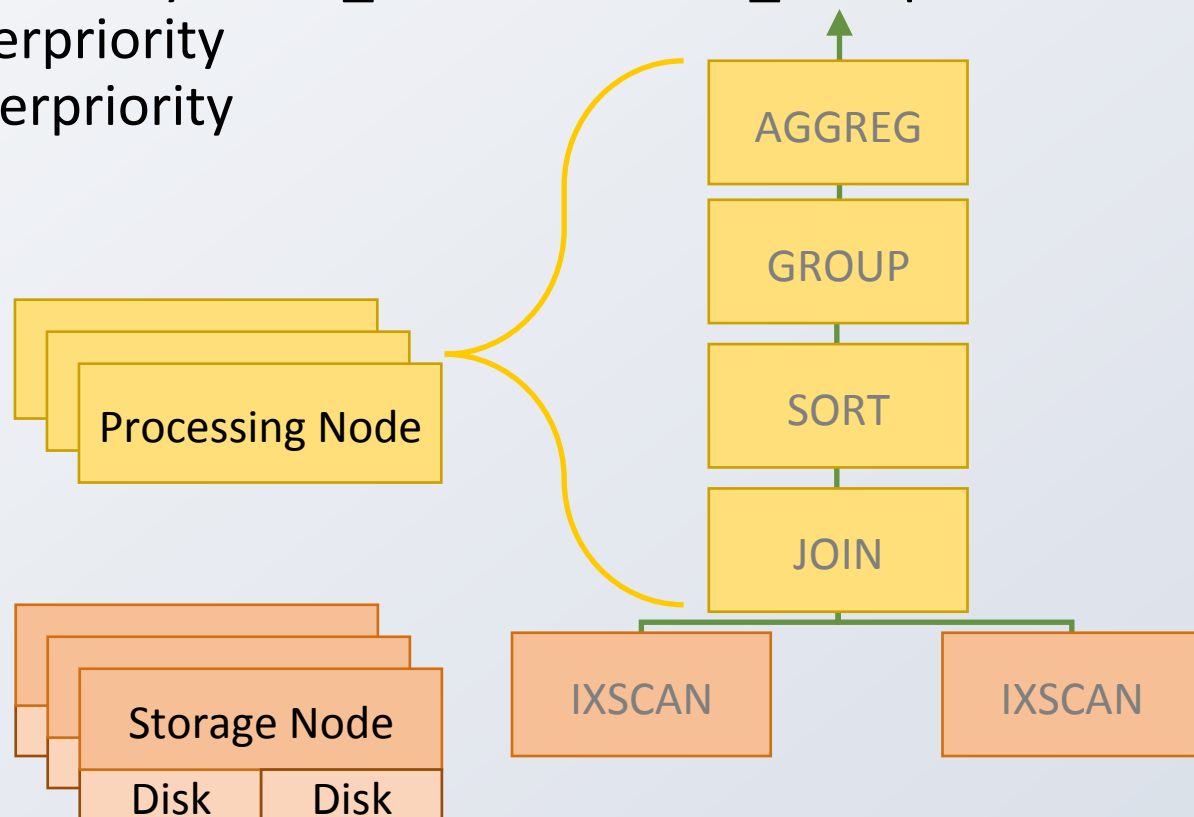 erpriority
erpriority
AGGREG
GROUP
SORT
Processing Node
JOIN
IXSCAN
IXSCAN
Storage Node
Disk
Disk